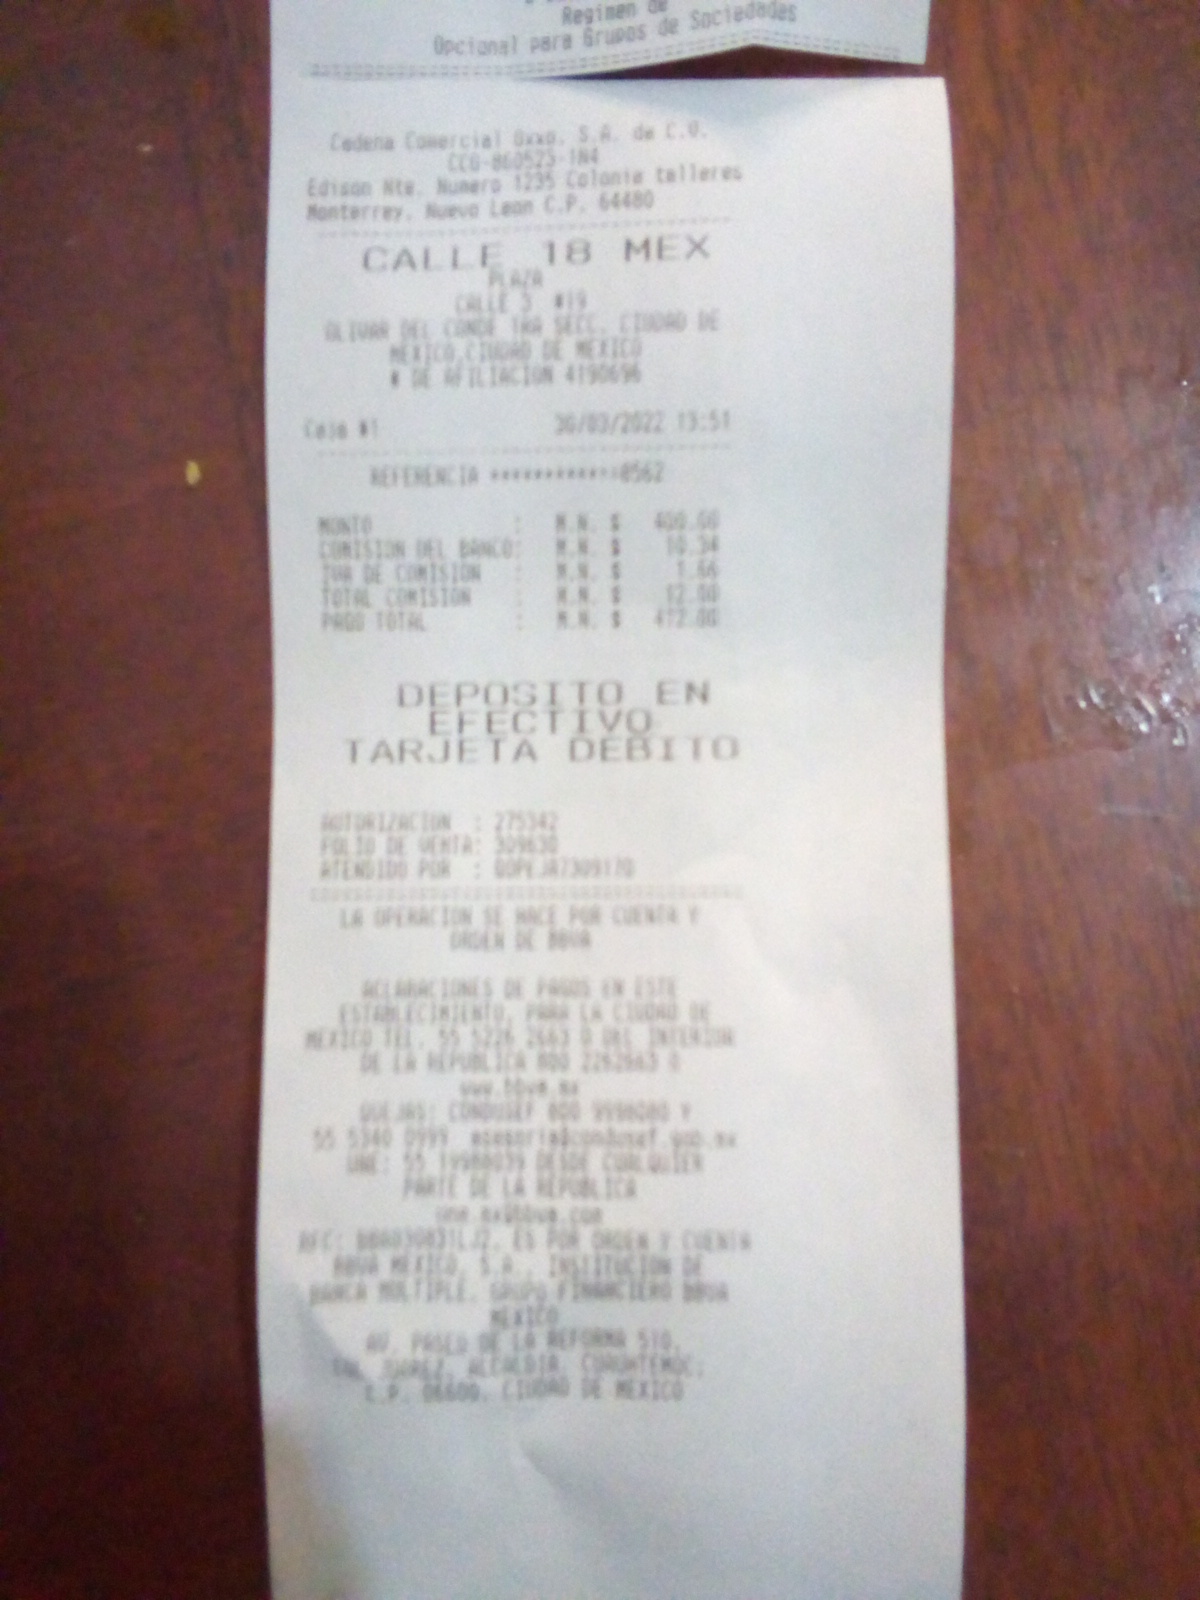 Regimen de
Opcional para Grupos de Sociedades
Cadena Comercial Oxxo, S.A. de C.V.
CCO-860523-1N4
Edison Nte. Numero 1235 Colonia talleres
Monterrey, Nuevo Leon C.P. 64480
CALLE 18 MEX
PLAZA
CALLE 3 #19
OLIVAR DEL CONDE 1RA SECC, CIUDAD DE
MEXICO,CIUDAD DE MEXICO
# DE AFILIACION 4190696
Caja #1 30/03/2022 13:51
REFERENCIA ************8562
MONTO : M.N. $
COMISION DEL BANCO: M.N. $ 10.34
IVA DE COMISION : M.N. $ 1.66
TOTAL COMISION : M.N. $ 12.00
PAGO TOTAL : M.N. $
DEPOSITO EN
EFECTIVO
TARJETA DEBITO
AUTORIZACION : 275342
FOLIO DE VENTA: 309630
ATENDIDO POR :
LA OPERACION SE HACE POR CUENTA Y
ORDEN DE BBVA
ACLARACIONES DE PAGOS EN ESTE
ESTABLECIMIENTO, PARA LA CIUDAD DE
MEXICO TEL. 55 5226 2663 O DEL INTERIOR
DE LA REPUBLICA 800 2262663 O
www.bbva.mx
QUEJAS: CONDUSEF 800 9998080 Y
55 5340 0999 asesoria@condusef.gob.mx
UNE: 55 19980039 DESDE CUALQUIER
PARTE DE LA REPUBLICA
une.mx@bbva.com
RFC: BBA830831LJ2, ES POR ORDEN Y CUENTA
BBVA MEXICO, S.A., INSTITUCION DE
BANCA MULTIPLE, GRUPO FINANCIERO BBVA
MEXICO
AV. PASEO DE LA REFORMA 510,
COL. JUAREZ, ALCALDIA, CUAUHTEMOC,
C.P. 06600, CIUDAD DE MEXICO